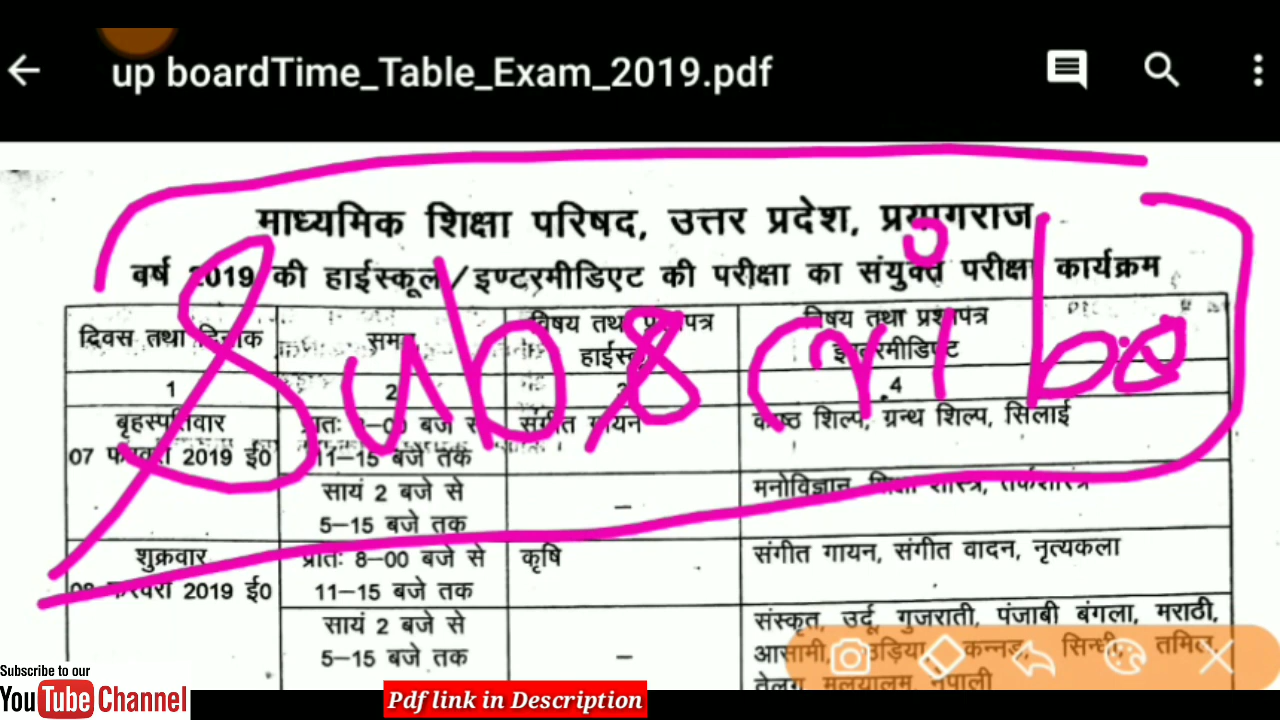 up boardTime_Table_Exam_2019.pdf
माध्यमिक शिक्षा परिषद, उत्तर प्रदेश, प्रयागराज
वर्ष 2019 की हाईस्कूल/इण्टरमीडिएट की परीक्षा का संयुक्त परीक्षा कार्यक्रम
दिवस तथा दिनांक समय विषय तथा प्रश्नपत्र हाईस्कूल विषय तथा प्रश्नपत्र इण्टरमीडिएट
1 2 3 4
बृहस्पतिवार प्रातः बजे से संगीत गायन काष्ठ शिल्प, ग्रन्थ शिल्प, सिलाई
07 फरवरी 2019 ई0 11–15 बजे तक
सायं 2 बजे से – मनोविज्ञान, शिक्षा शास्त्र, तर्कशास्त्र
5–15 बजे तक
शुक्रवार प्रातः 8–00 बजे से कृषि संगीत गायन, संगीत वादन, नृत्यकला
08 फरवरी 2019 ई0 11–15 बजे तक
सायं 2 बजे से संस्कृत, उर्दू, गुजराती, पंजाबी बंगला, मराठी,
5–15 बजे तक – आसामी, उड़िया, कन्नड़, सिन्धी, तमिल,
तेलगू, मलयालम, नेपाली
Subscribe to our
YouTube Channel
Pdf link in Description